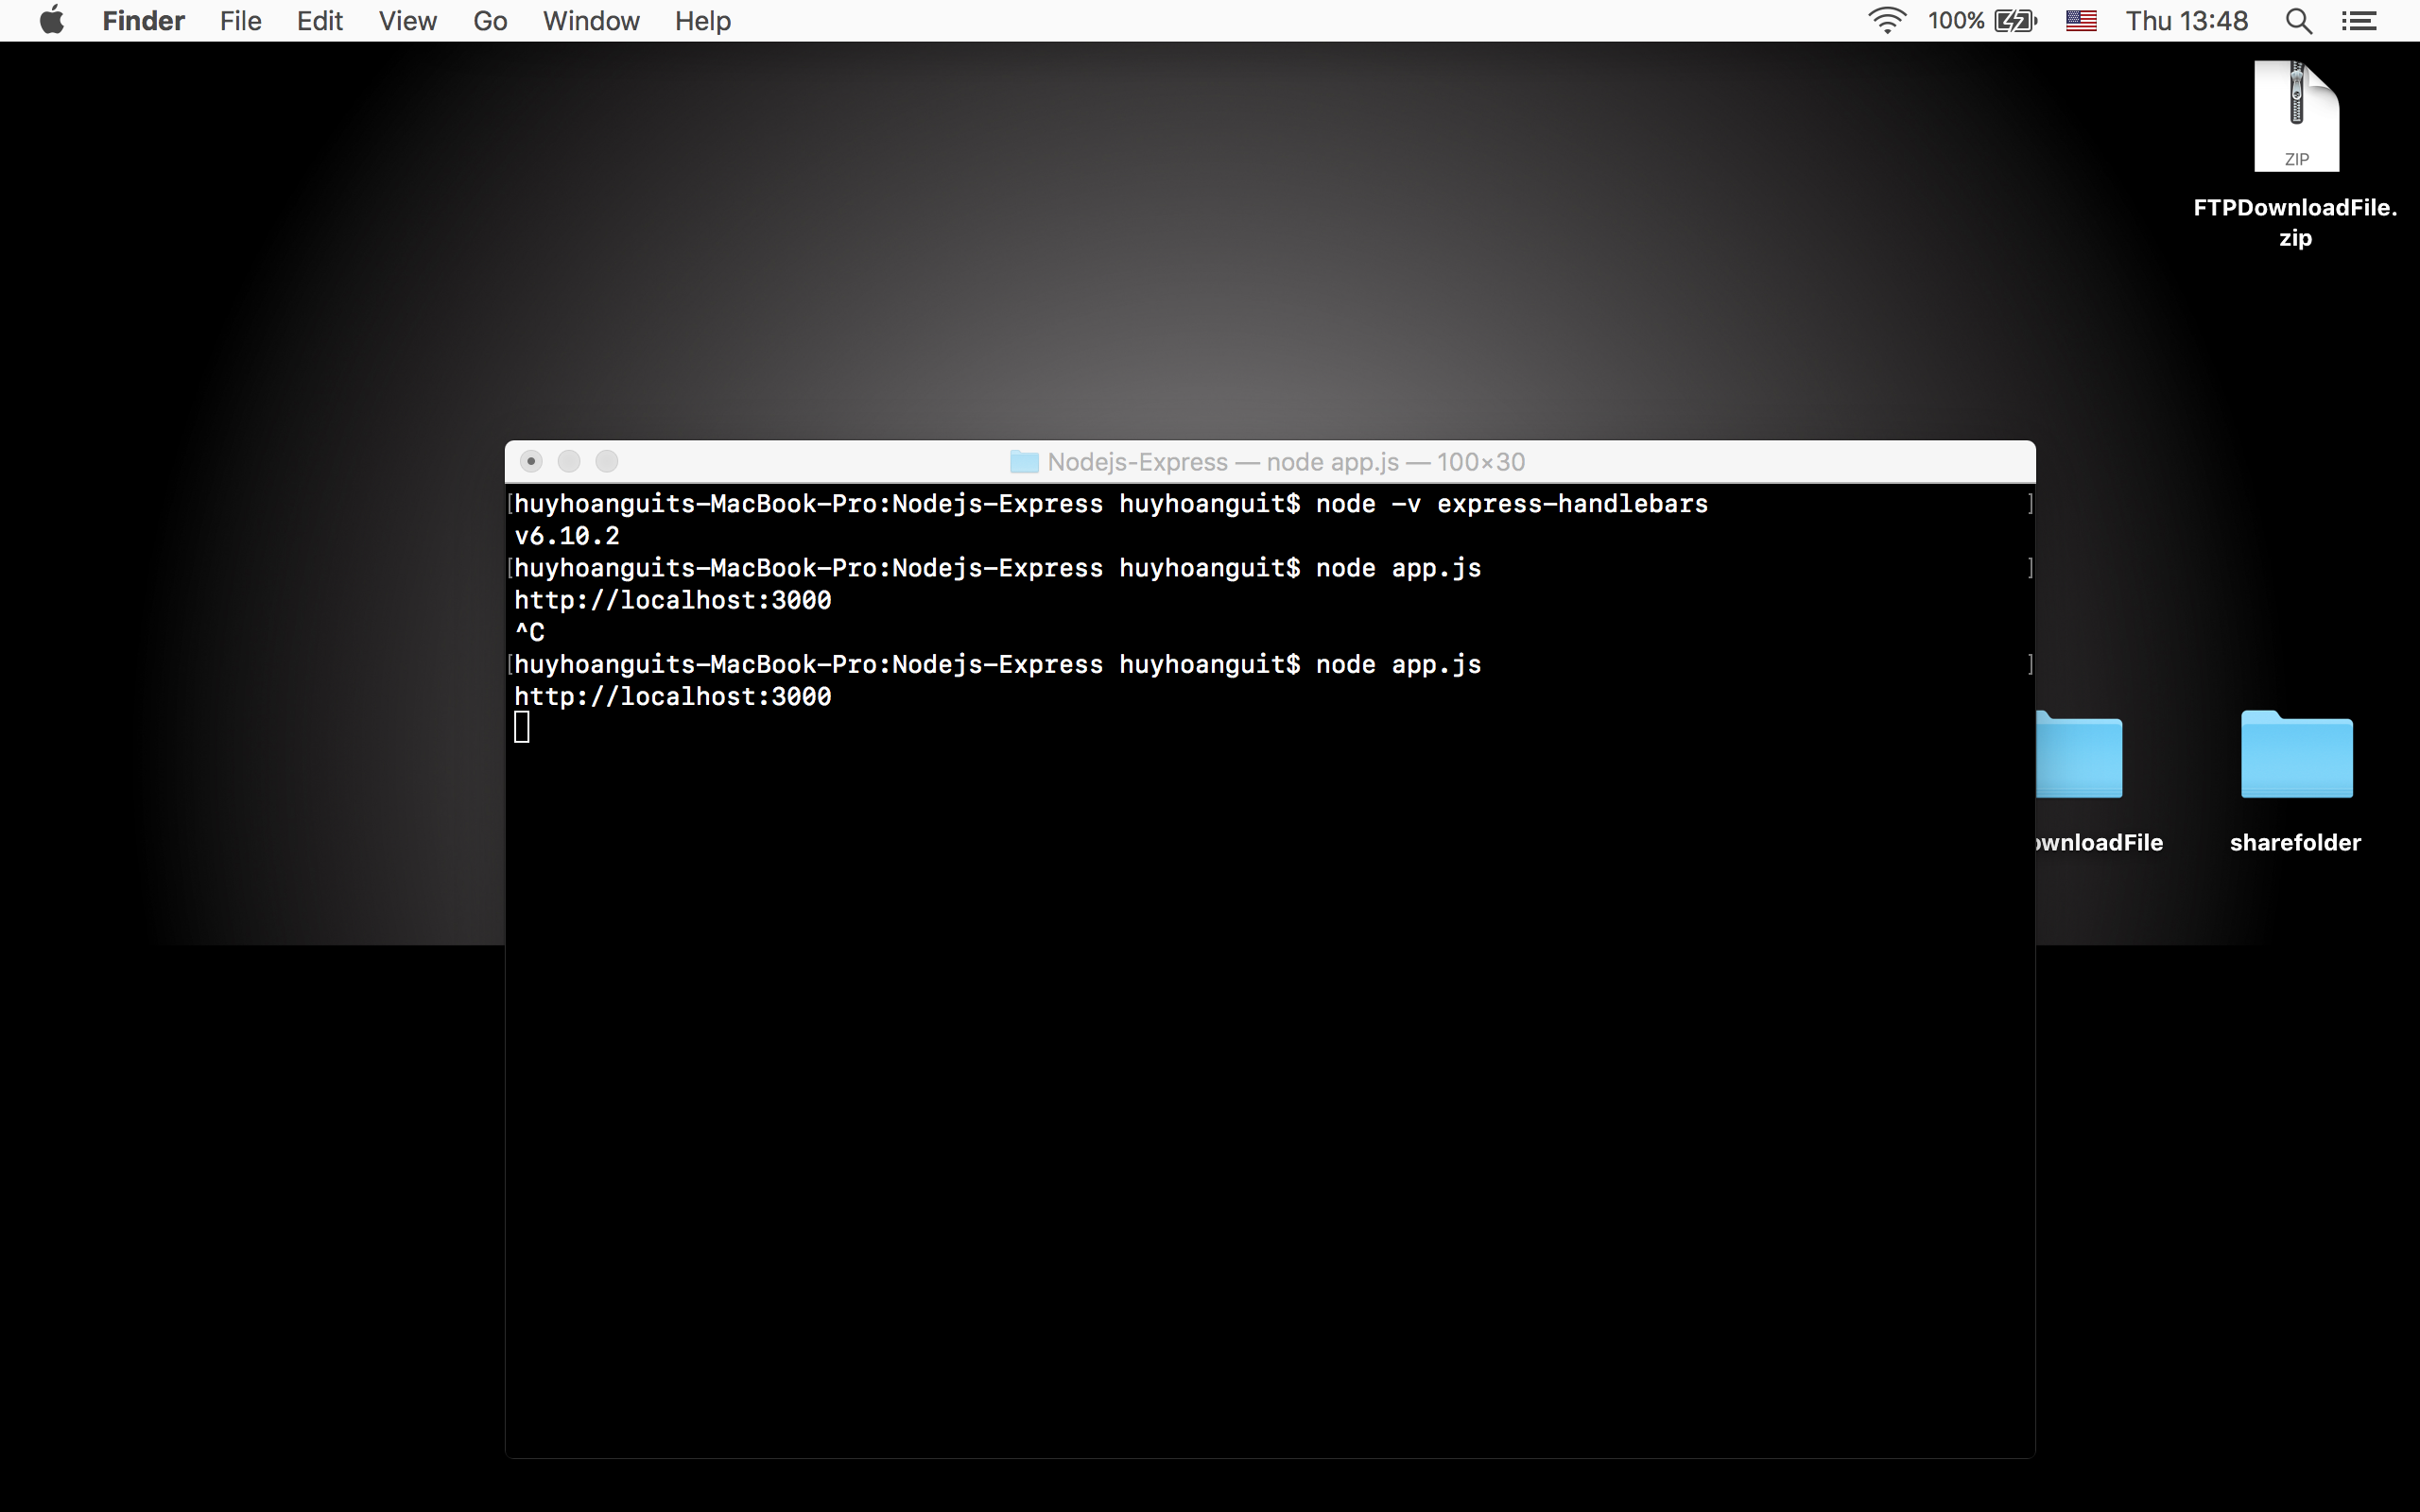 Finder File Edit View Go Window Help 100% Thu 13:48
ZIP
FTPDownloadFile.
zip
Nodejs-Express — node app.js — 100×30
[huyhoanguits-MacBook-Pro:Nodejs-Express huyhoanguit$ node -v express-handlebars ]
v6.10.2
[huyhoanguits-MacBook-Pro:Nodejs-Express huyhoanguit$ node app.js ]
http://localhost:3000
^C
[huyhoanguits-MacBook-Pro:Nodejs-Express huyhoanguit$ node app.js ]
http://localhost:3000
ownloadFile sharefolder